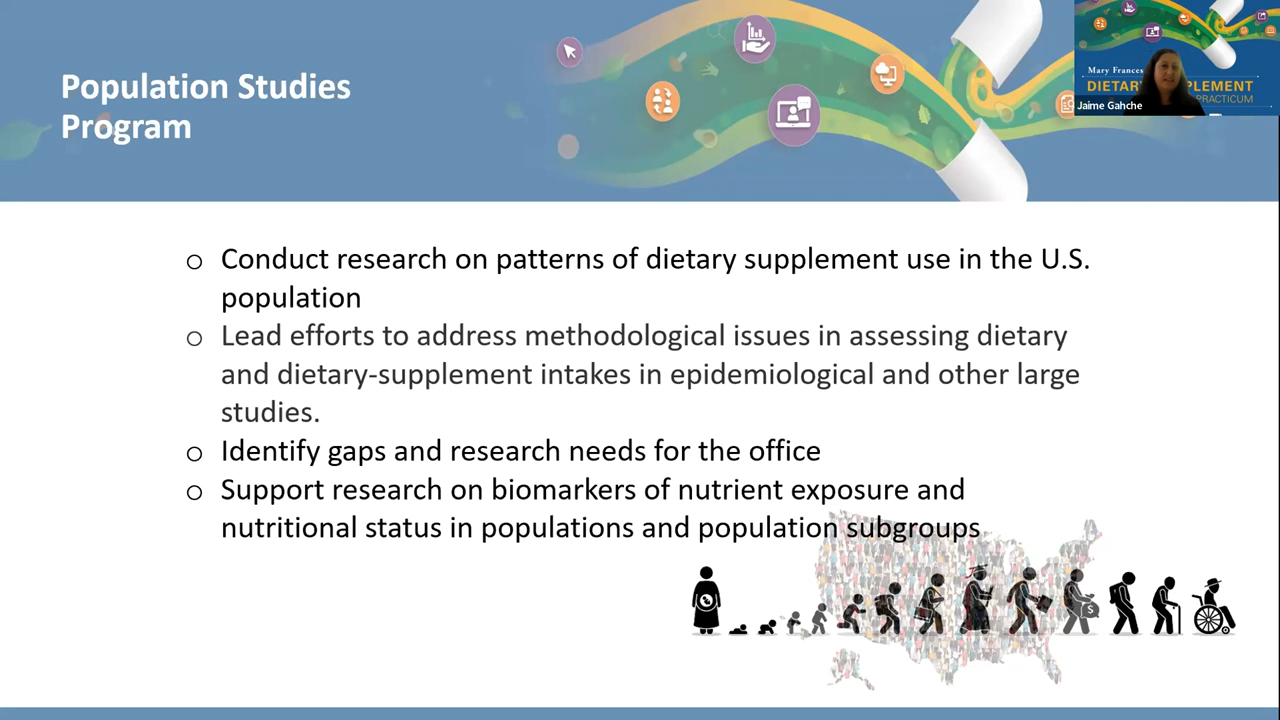 Population Studies
Program
Mary Frances
DIETAR PLEMENT
PRACTICUM
Jaime Gahche
○ Conduct research on patterns of dietary supplement use in the U.S.
population
○ Lead efforts to address methodological issues in assessing dietary
and dietary-supplement intakes in epidemiological and other large
studies.
○ Identify gaps and research needs for the office
○ Support research on biomarkers of nutrient exposure and
nutritional status in populations and population subgroups
$